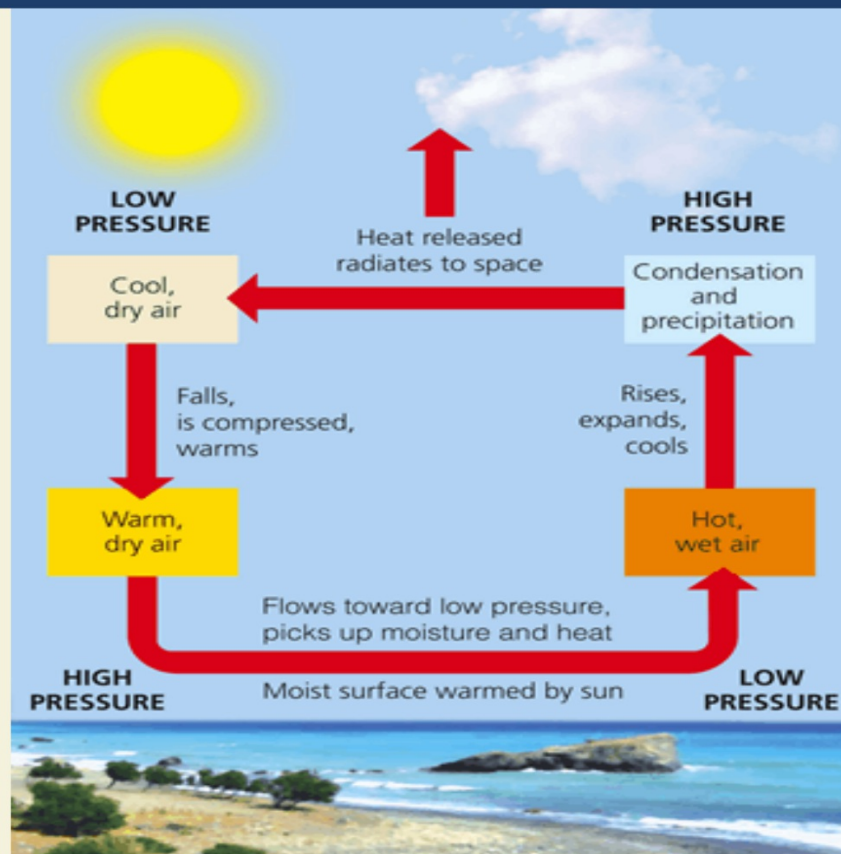 LOW
PRESSURE
HIGH
PRESSURE
Heat released
radiates to space
Cool,
dry air
Condensation
and
precipitation
Falls,
is compressed,
warms
Rises,
expands,
cools
Warm,
dry air
Hot,
wet air
Flows toward low pressure,
picks up moisture and heat
HIGH
PRESSURE
Moist surface warmed by sun
LOW
PRESSURE